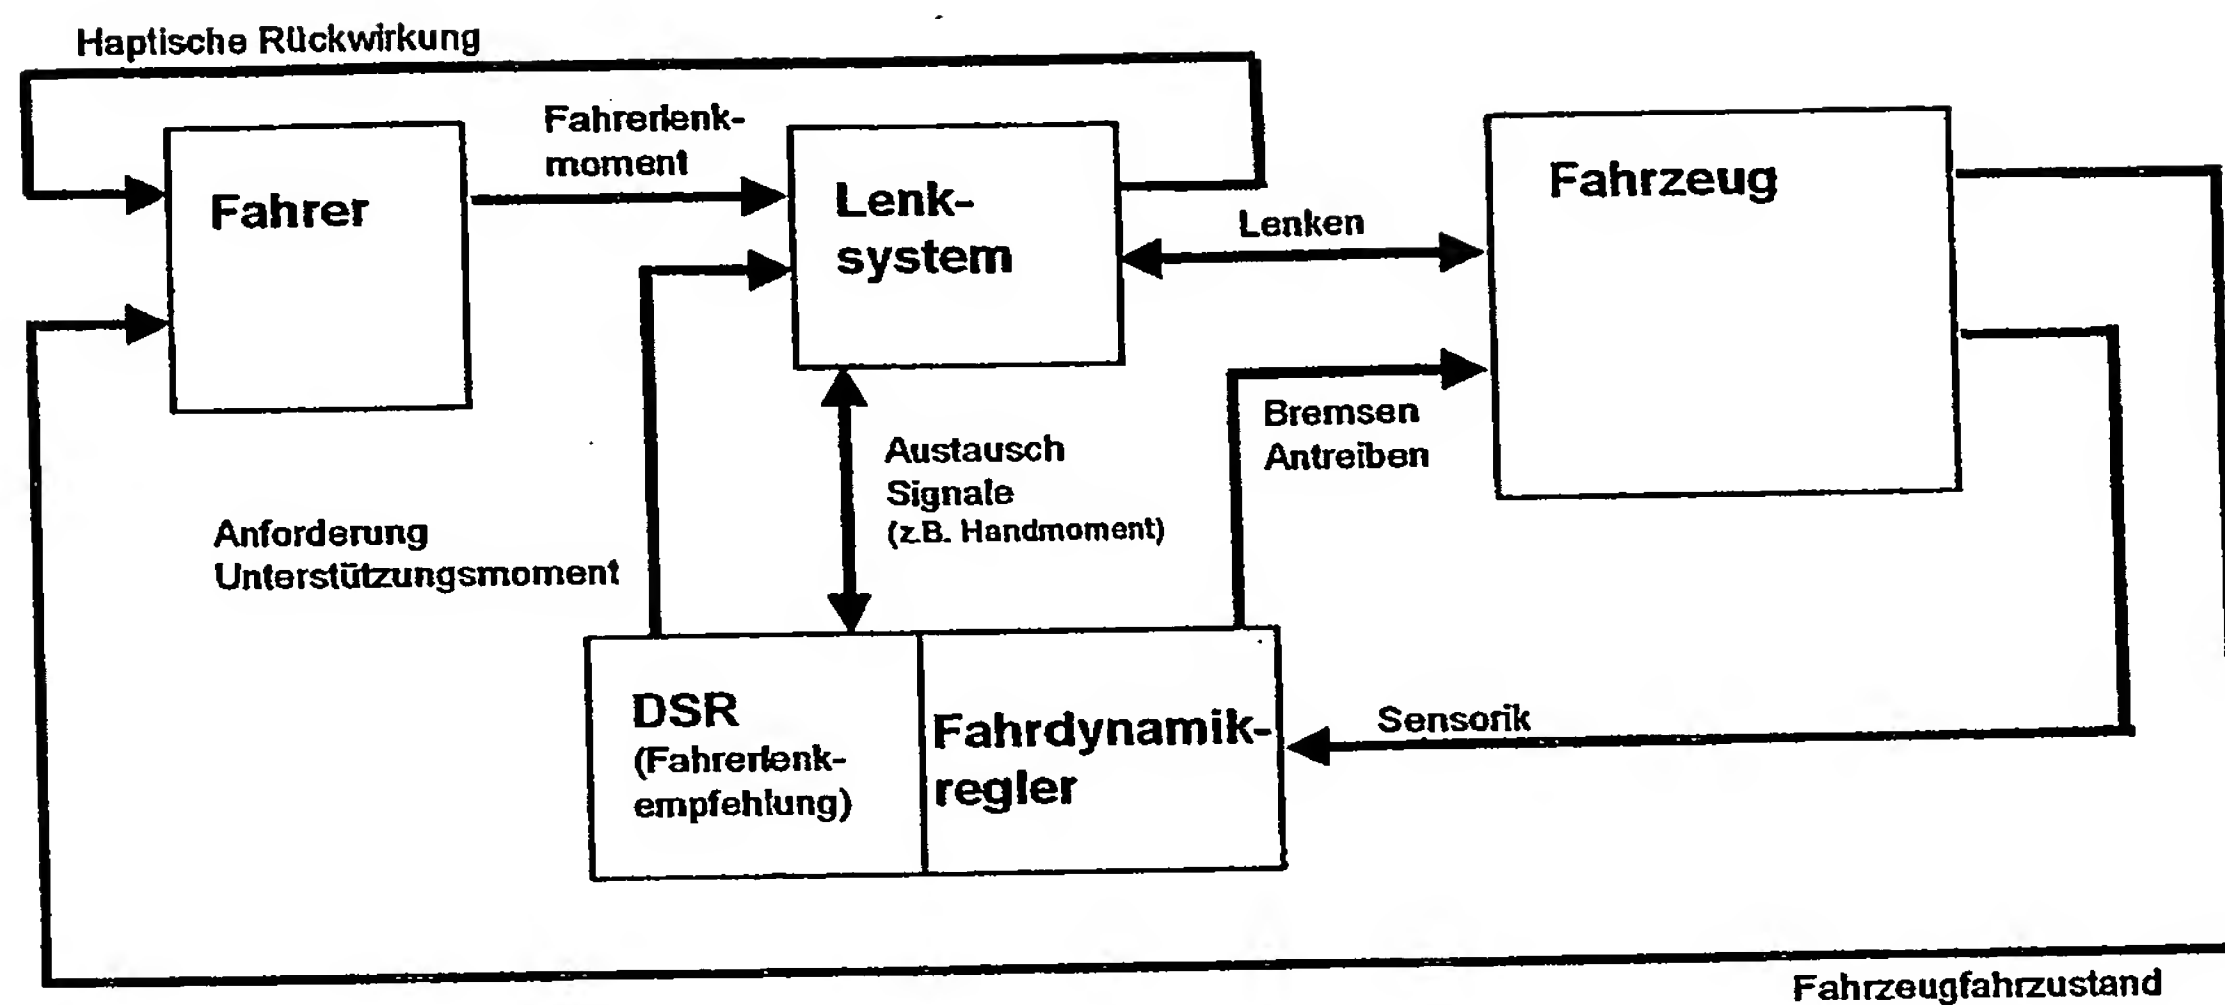 Haptische Rückwirkung
Fahrerlenk-
moment
Fahrer
Lenk-
system
Fahrzeug
Lenken
Bremsen
Antreiben
Austausch
Signale
(z.B. Handmoment)
Anforderung
Unterstützungsmoment
DSR
(Fahrerlenk-
empfehlung)
Fahrdynamik-
regler
Sensorik
Fahrzeugfahrzustand